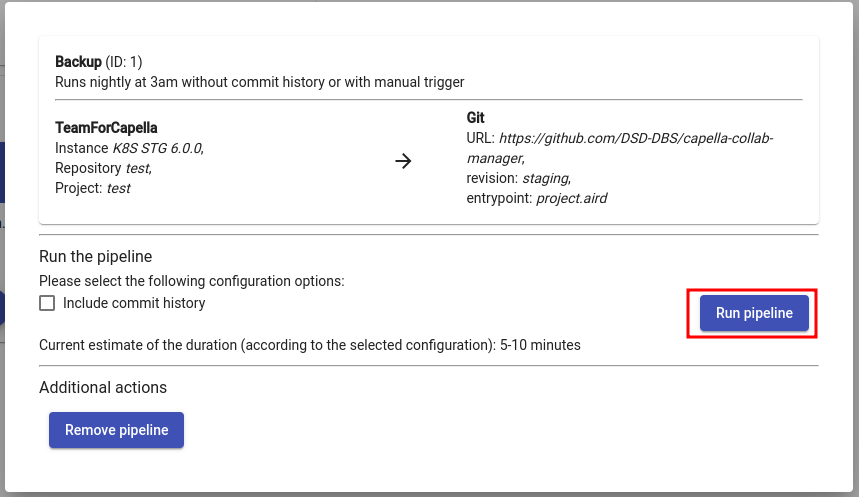 Backup (ID: 1)
Runs nightly at 3am without commit history or with manual trigger
TeamForCapella
Instance K8S STG 6.0.0,
Repository test,
Project: test
Git
URL: https://github.com/DSD-DBS/capella-collab-
manager,
revision: staging,
entrypoint: project.aird
Run the pipeline
Please select the following configuration options:
Include commit history
Run pipeline
Current estimate of the duration (according to the selected configuration): 5-10 minutes
Additional actions
Remove pipeline